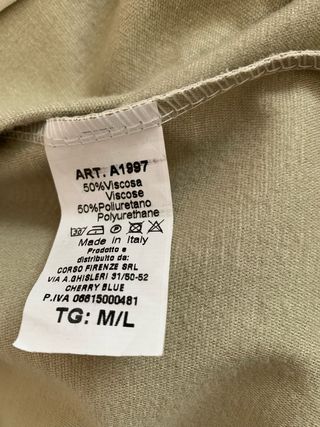 ART. A1997
50%Viscosa
Viscose
50%Poliuretano
Polyurethane
30
P
Made in Italy
Prodotto e
distribuito da:
CORSO FIRENZE SRL
VIA A.GHISLERI 31/50-52
CHERRY BLUE
P.IVA 06615000481
TG: M/L